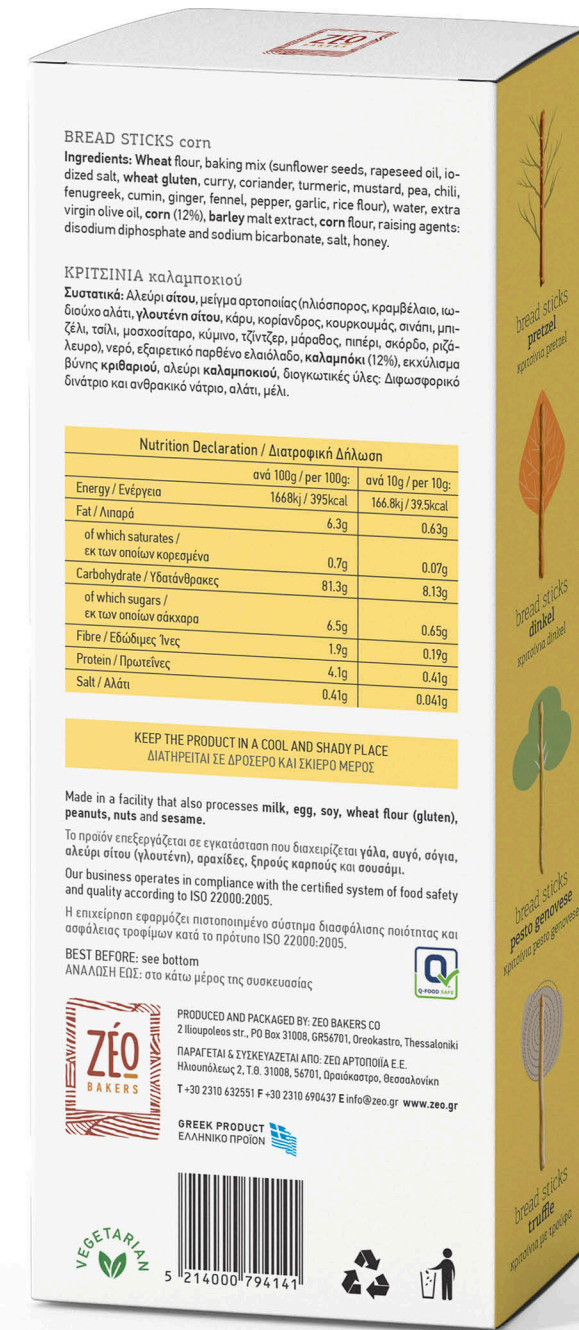 ZÉO
BAKERS
BREAD STICKS corn
Ingredients: Wheat flour, baking mix (sunflower seeds, rapeseed oil, io-
dized salt, wheat gluten, curry, coriander, turmeric, mustard, pea, chili,
fenugreek, cumin, ginger, fennel, pepper, garlic, rice flour), water, extra
virgin olive oil, corn (12%), barley malt extract, corn flour, raising agents:
disodium diphosphate and sodium bicarbonate, salt, honey.
ΚΡΙΤΣΙΝΙΑ καλαμποκιού
Συστατικά: Αλεύρι σίτου, μείγμα αρτοποιίας (ηλιόσπορος, κραμβέλαιο, ιω-
διούχο αλάτι, γλουτένη σίτου, κάρυ, κορίανδρος, κουρκουμάς, σινάπι, μπι-
ζέλι, τσίλι, μοσχοσίταρο, κύμινο, τζίντζερ, μάραθος, πιπέρι, σκόρδο, ριζά-
λευρο), νερό, εξαιρετικό παρθένο ελαιόλαδο, καλαμπόκι (12%), εκχύλισμα
βύνης κριθαριού, αλεύρι καλαμποκιού, διογκωτικές ύλες: Διφωσφορικό
δινάτριο και ανθρακικό νάτριο, αλάτι, μέλι.
Nutrition Declaration / Διατροφική Δήλωση
ανά 100g / per 100g: ανά 10g / per 10g:
Energy / Ενέργεια 1668kj / 395kcal 166.8kj / 39.5kcal
Fat / Λιπαρά 6.3g 0.63g
of which saturates /
εκ των οποίων κορεσμένα 0.7g 0.07g
Carbohydrate / Υδατάνθρακες 81.3g 8.13g
of which sugars /
εκ των οποίων σάκχαρα 6.5g 0.65g
Fibre / Εδώδιμες Ίνες 1.9g 0.19g
Protein / Πρωτεΐνες 4.1g 0.41g
Salt / Αλάτι 0.41g 0.041g
KEEP THE PRODUCT IN A COOL AND SHADY PLACE
ΔΙΑΤΗΡΕΙΤΑΙ ΣΕ ΔΡΟΣΕΡΟ ΚΑΙ ΣΚΙΕΡΟ ΜΕΡΟΣ
Made in a facility that also processes milk, egg, soy, wheat flour (gluten),
peanuts, nuts and sesame.
Το προϊόν επεξεργάζεται σε εγκατάσταση που διαχειρίζεται γάλα, αυγό, σόγια,
αλεύρι σίτου (γλουτένη), αραχίδες, ξηρούς καρπούς και σουσάμι.
Our business operates in compliance with the certified system of food safety
and quality according to ISO 22000:2005.
Η επιχείρηση εφαρμόζει πιστοποιημένο σύστημα διασφάλισης ποιότητας και
ασφάλειας τροφίμων κατά το πρότυπο ISO 22000:2005.
BEST BEFORE: see bottom
ΑΝΑΛΩΣΗ ΕΩΣ: στο κάτω μέρος της συσκευασίας
Q
Q-FOOD SAFE
ZÉO
BAKERS
PRODUCED AND PACKAGED BY: ZEO BAKERS CO
2 Ilioupoleos str., PO Box 31008, GR56701, Oreokastro, Thessaloniki
ΠΑΡΑΓΕΤΑΙ & ΣΥΣΚΕΥΑΖΕΤΑΙ ΑΠΟ: ΖΕΩ ΑΡΤΟΠΟΙΪΑ Ε.Ε.
Ηλιουπόλεως 2, Τ.Θ. 31008, 56701, Ωραιόκαστρο, Θεσσαλονίκη
T +30 2310 632551 F +30 2310 690437 E info@zeo.gr www.zeo.gr
GREEK PRODUCT
ΕΛΛΗΝΙΚΟ ΠΡΟΪΟΝ
VEGETARIAN
5 214000 794141
bread sticks
pretzel
κριτσίνια pretzel
bread sticks
dinkel
κριτσίνια dinkel
bread sticks
pesto genovese
κριτσίνια pesto genovese
bread sticks
truffle
κριτσίνια με τρούφα